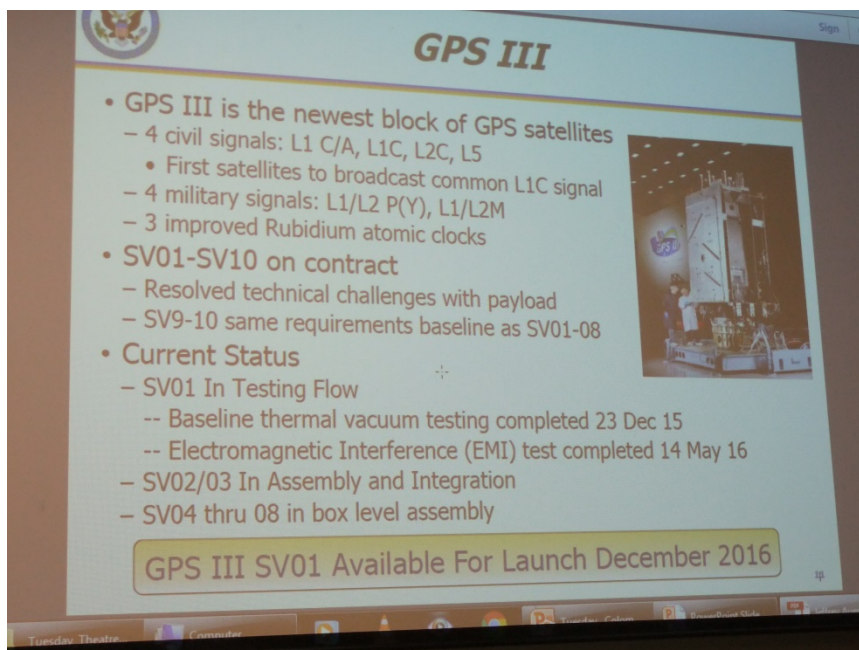 Sign
GPS III
• GPS III is the newest block of GPS satellites
– 4 civil signals: L1 C/A, L1C, L2C, L5
• First satellites to broadcast common L1C signal
– 4 military signals: L1/L2 P(Y), L1/L2M
– 3 improved Rubidium atomic clocks
GPS III
• SV01-SV10 on contract
– Resolved technical challenges with payload
– SV9-10 same requirements baseline as SV01-08
• Current Status
– SV01 In Testing Flow
-- Baseline thermal vacuum testing completed 23 Dec 15
-- Electromagnetic Interference (EMI) test completed 14 May 16
– SV02/03 In Assembly and Integration
– SV04 thru 08 in box level assembly
GPS III SV01 Available For Launch December 2016
Tuesday_Theatre...
Computer
Tuesday_Colom...
PowerPoint Slide...